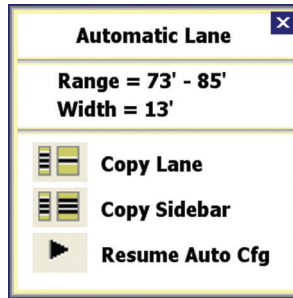 Automatic Lane
Range = 73' - 85'
Width = 13'
Copy Lane
Copy Sidebar
Resume Auto Cfg